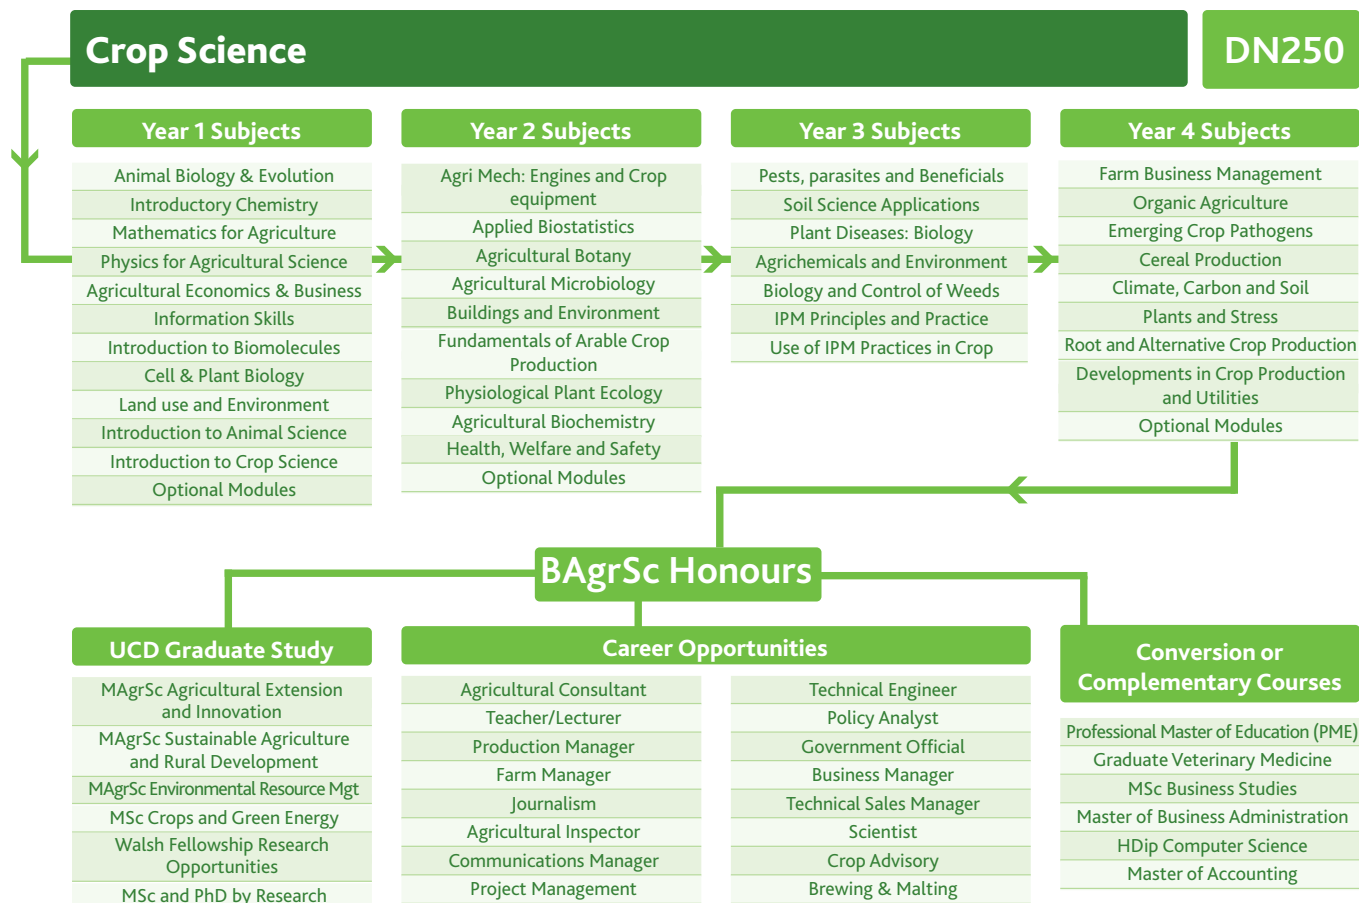 Crop Science
DN250
Year 1 Subjects
Animal Biology & Evolution
Introductory Chemistry
Mathematics for Agriculture
Physics for Agricultural Science
Agricultural Economics & Business
Information Skills
Introduction to Biomolecules
Cell & Plant Biology
Land use and Environment
Introduction to Animal Science
Introduction to Crop Science
Optional Modules
Year 2 Subjects
Agri Mech: Engines and Crop
equipment
Applied Biostatistics
Agricultural Botany
Agricultural Microbiology
Buildings and Environment
Fundamentals of Arable Crop
Production
Physiological Plant Ecology
Agricultural Biochemistry
Health, Welfare and Safety
Optional Modules
Year 3 Subjects
Pests, parasites and Beneficials
Soil Science Applications
Plant Diseases: Biology
Agrichemicals and Environment
Biology and Control of Weeds
IPM Principles and Practice
Use of IPM Practices in Crop
Year 4 Subjects
Farm Business Management
Organic Agriculture
Emerging Crop Pathogens
Cereal Production
Climate, Carbon and Soil
Plants and Stress
Root and Alternative Crop Production
Developments in Crop Production
and Utilities
Optional Modules
BAgrSc Honours
UCD Graduate Study
MAgrSc Agricultural Extension
and Innovation
MAgrSc Sustainable Agriculture
and Rural Development
MAgrSc Environmental Resource Mgt
MSc Crops and Green Energy
Walsh Fellowship Research
Opportunities
MSc and PhD by Research
Career Opportunities
Agricultural Consultant
Teacher/Lecturer
Production Manager
Farm Manager
Journalism
Agricultural Inspector
Communications Manager
Project Management
Technical Engineer
Policy Analyst
Government Official
Business Manager
Technical Sales Manager
Scientist
Crop Advisory
Brewing & Malting
Conversion or
Complementary Courses
Professional Master of Education (PME)
Graduate Veterinary Medicine
MSc Business Studies
Master of Business Administration
HDip Computer Science
Master of Accounting